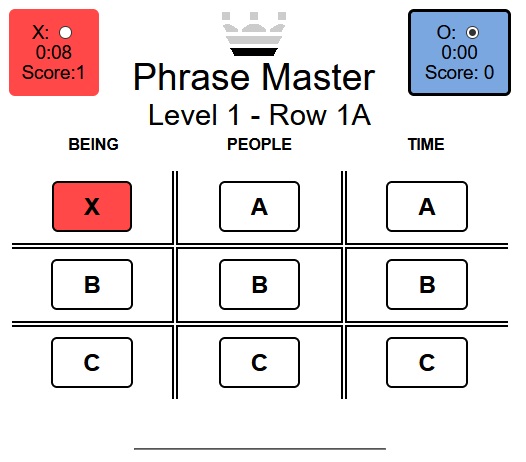 X:
0:08
Score:1
O:
0:00
Score: 0
Phrase Master
Level 1 - Row 1A
BEING PEOPLE TIME
X A A
B B B
C C C